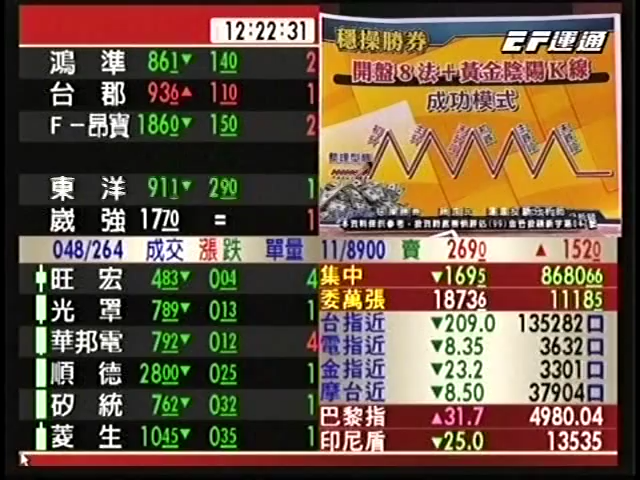 12:22:31
鴻準 861▼ 140 2
台郡 936▲ 110 1
F－昂寶 1860▼ 150 2
東洋 911▼ 290 1
崴強 1770 = 1
048/264 成交 漲跌 單量
旺宏 483▼ 004 4
光罩 789▼ 013 1
華邦電 792▼ 012 4
順德 2800▼ 025 1
矽統 762▼ 032 1
菱生 1045▼ 035 1
穩操勝券 EF運通
開盤8法+黃金陰陽K線
成功模式
整理型態
11/8900 賣 2690 ▲ 1520
集中 ▼1695 868066
委萬張 18736 11185
台指近 ▼209.0 135282口
電指近 ▼8.35 3632口
金指近 ▼23.2 3301口
摩台近 ▼8.50 37904口
巴黎指 ▲31.7 4980.04
印尼盾 ▼25.0 13535